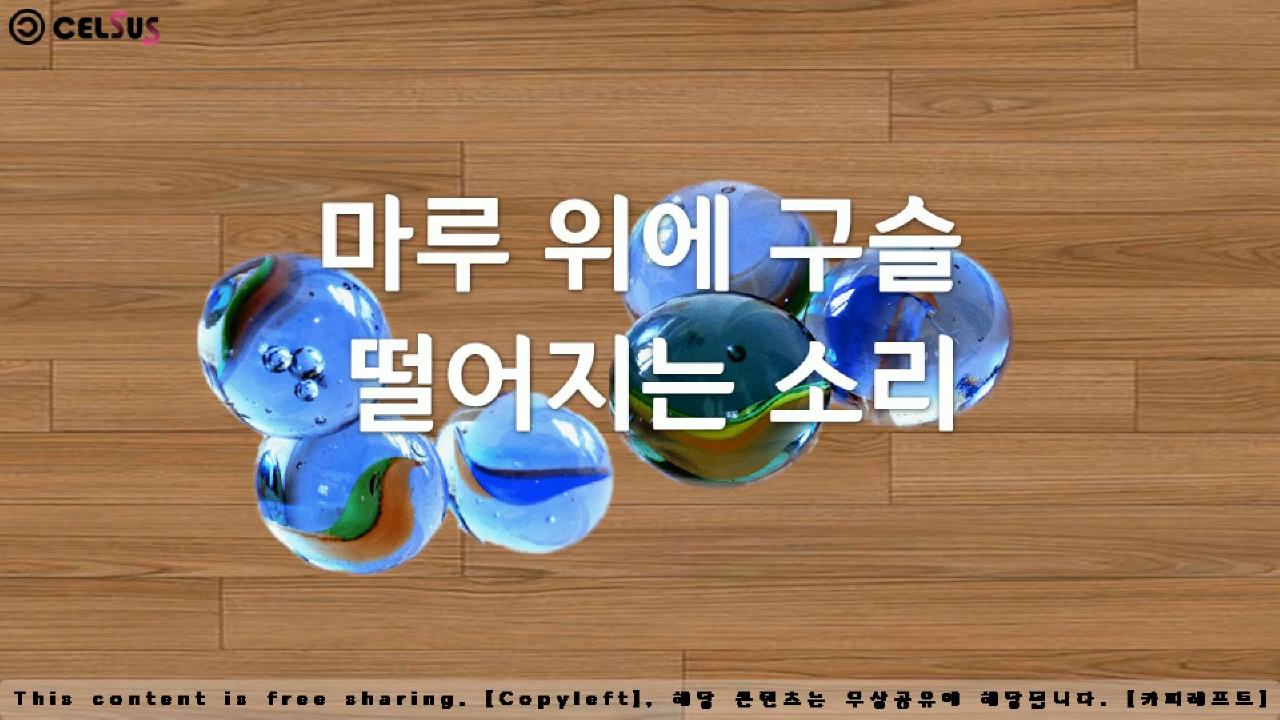 CELSUS
마루 위에 구슬
떨어지는 소리
This content is free sharing. [Copyleft], 해당 콘텐츠는 무상공유에 해당됩니다. [카피레프트]